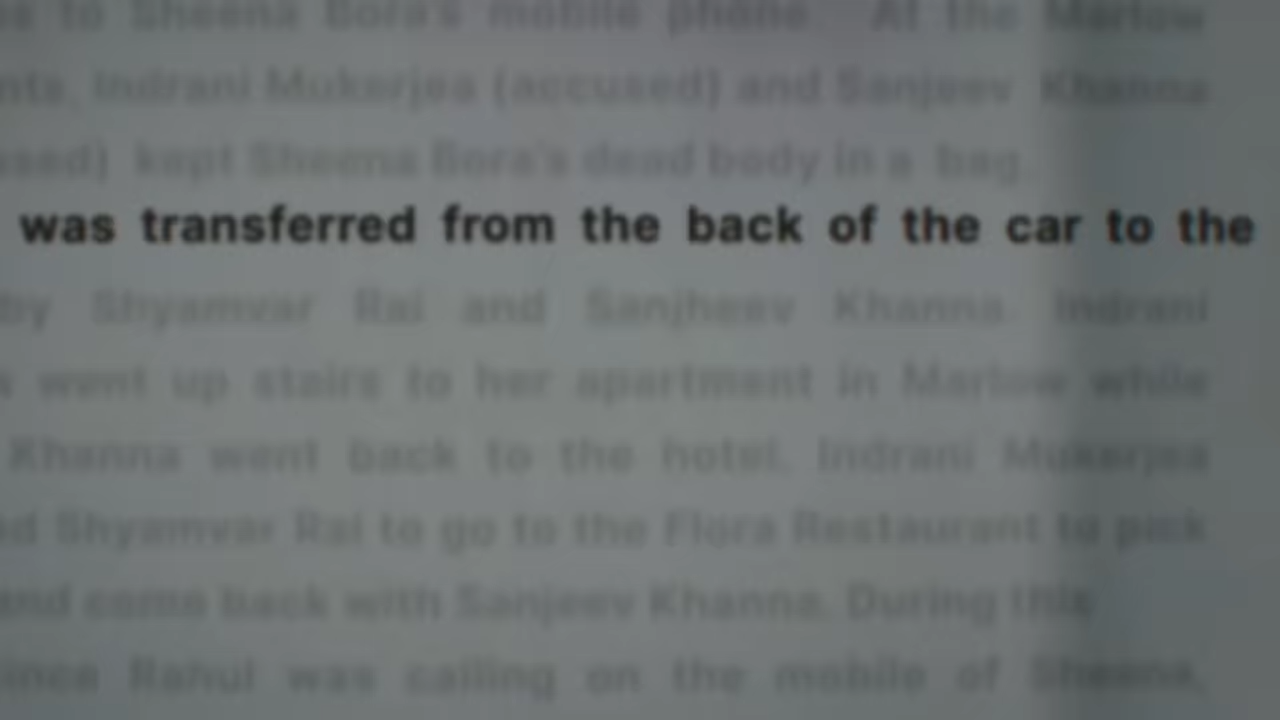 to Sheena Bora's mobile phone. At the Marlow
Indrani Mukerjea (accused) and Sanjeev Khanna
kept Sheena Bora's dead body in a bag.
was transferred from the back of the car to the
by Shyamvar Rai and Sanjheev Khanna. Indrani
went up stairs to her apartment in Marlow while
Khanna went back to the hotel. Indrani Mukerjea
Shyamvar Rai to go to the Flora Restaurant to pick
and come back with Sanjeev Khanna. During this
Rahul was calling on the mobile of Sheena,